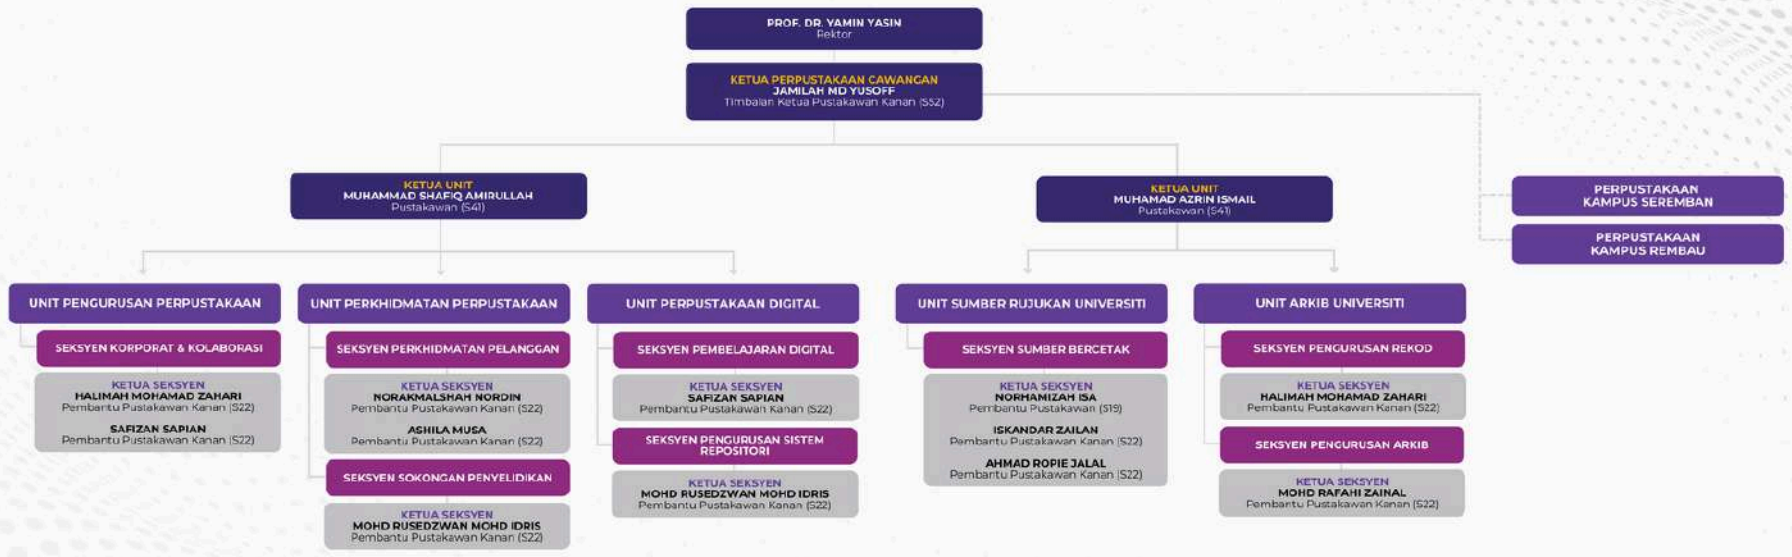 PROF. DR. YAMIN YASIN
Rektor
KETUA PERPUSTAKAAN CAWANGAN
JAMILAH MD YUSOFF
Timbalan Ketua Pustakawan Kanan (S52)
KETUA UNIT
MUHAMMAD SHAFIQ AMIRULLAH
Pustakawan (S41)
KETUA UNIT
MUHAMAD AZRIN ISMAIL
Pustakawan (S41)
PERPUSTAKAAN
KAMPUS SEREMBAN
PERPUSTAKAAN
KAMPUS REMBAU
UNIT PENGURUSAN PERPUSTAKAAN
SEKSYEN KORPORAT & KOLABORASI
KETUA SEKSYEN
HALIMAH MOHAMAD ZAHARI
Pembantu Pustakawan Kanan (S22)
SAFIZAN SAPIAN
Pembantu Pustakawan Kanan (S22)
UNIT PERKHIDMATAN PERPUSTAKAAN
SEKSYEN PERKHIDMATAN PELANGGAN
KETUA SEKSYEN
NORAKMALSHAH NORDIN
Pembantu Pustakawan Kanan (S22)
ASHILA MUSA
Pembantu Pustakawan Kanan (S22)
SEKSYEN SOKONGAN PENYELIDIKAN
KETUA SEKSYEN
MOHD RUSEDZWAN MOHD IDRIS
Pembantu Pustakawan Kanan (S22)
UNIT PERPUSTAKAAN DIGITAL
SEKSYEN PEMBELAJARAN DIGITAL
KETUA SEKSYEN
SAFIZAN SAPIAN
Pembantu Pustakawan Kanan (S22)
SEKSYEN PENGURUSAN SISTEM
REPOSITORI
KETUA SEKSYEN
MOHD RUSEDZWAN MOHD IDRIS
Pembantu Pustakawan Kanan (S22)
UNIT SUMBER RUJUKAN UNIVERSITI
SEKSYEN SUMBER BERCETAK
KETUA SEKSYEN
NORHAMIZAH ISA
Pembantu Pustakawan (S19)
ISKANDAR ZAILAN
Pembantu Pustakawan Kanan (S22)
AHMAD ROPIE JALAL
Pembantu Pustakawan Kanan (S22)
UNIT ARKIB UNIVERSITI
SEKSYEN PENGURUSAN REKOD
KETUA SEKSYEN
HALIMAH MOHAMAD ZAHARI
Pembantu Pustakawan Kanan (S22)
SEKSYEN PENGURUSAN ARKIB
KETUA SEKSYEN
MOHD RAFAHI ZAINAL
Pembantu Pustakawan Kanan (S22)